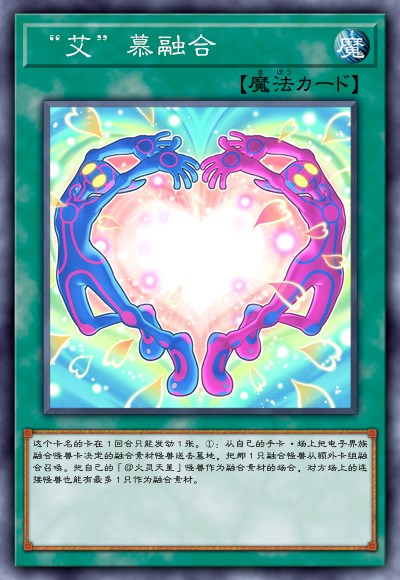 “艾”慕融合
魔
【魔法カード】
ま ほう
这个卡名的卡在1回合只能发动1张。①：从自己的手卡·场上把电子界族
融合怪兽卡决定的融合素材怪兽送去墓地，把那1只融合怪兽从额外卡组融
合召唤。把自己的「@火灵天星」怪兽作为融合素材的场合，对方场上的连
接怪兽也能有最多1只作为融合素材。